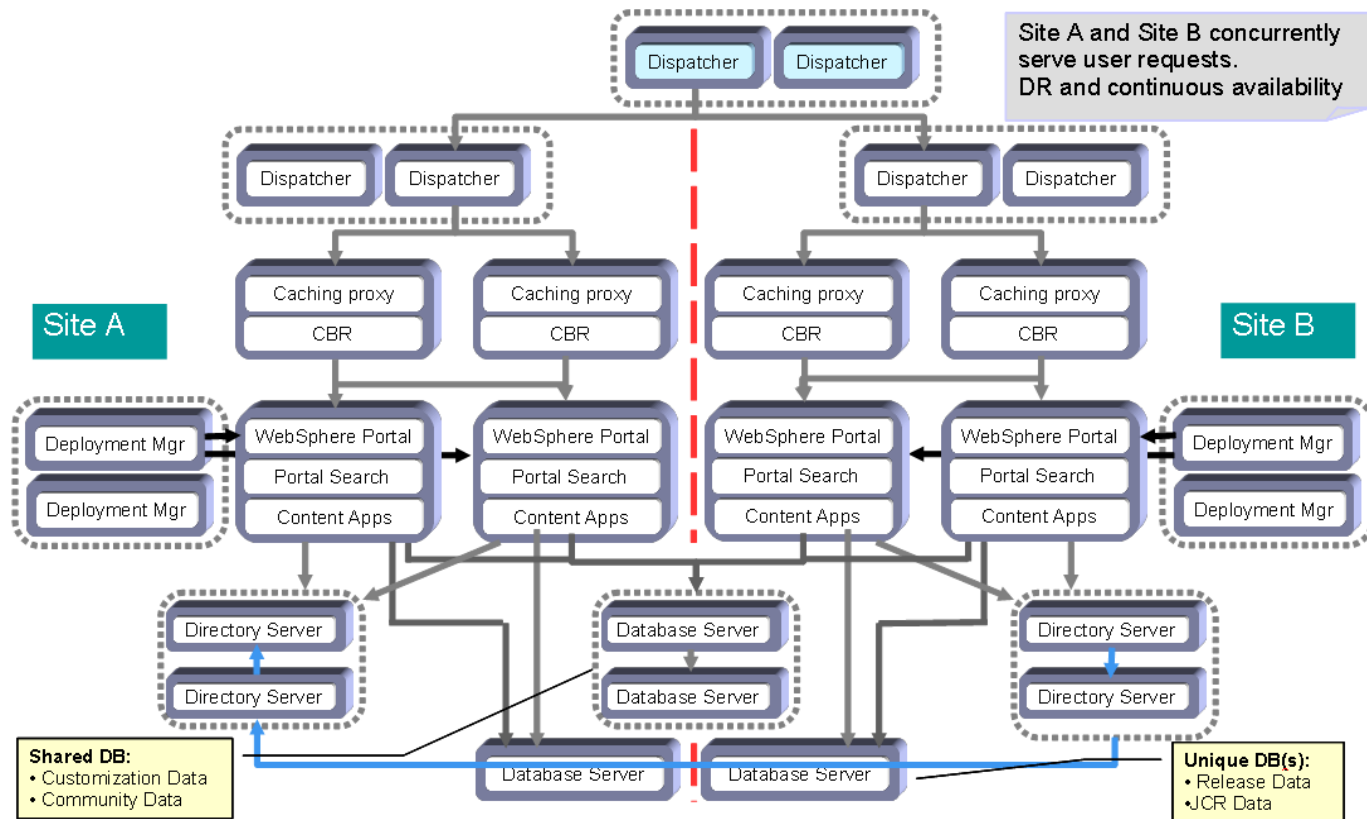 Site A and Site B concurrently
serve user requests.
DR and continuous availability
Dispatcher
Dispatcher
Dispatcher
Dispatcher
Dispatcher
Dispatcher
Caching proxy
CBR
Caching proxy
CBR
Caching proxy
CBR
Caching proxy
CBR
Site A
Site B
Deployment Mgr
Deployment Mgr
WebSphere Portal
Portal Search
Content Apps
WebSphere Portal
Portal Search
Content Apps
WebSphere Portal
Portal Search
Content Apps
WebSphere Portal
Portal Search
Content Apps
Deployment Mgr
Deployment Mgr
Directory Server
Directory Server
Database Server
Database Server
Directory Server
Directory Server
Database Server
Database Server
Shared DB:
• Customization Data
• Community Data
Unique DB(s):
• Release Data
•JCR Data